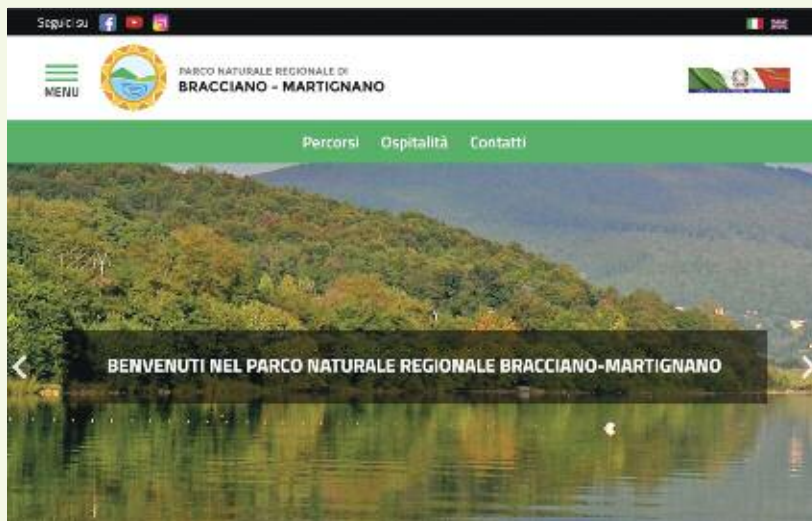 Seguici su
MENU
PARCO NATURALE REGIONALE DI
BRACCIANO - MARTIGNANO
Percorsi Ospitalità Contatti
BENVENUTI NEL PARCO NATURALE REGIONALE BRACCIANO-MARTIGNANO